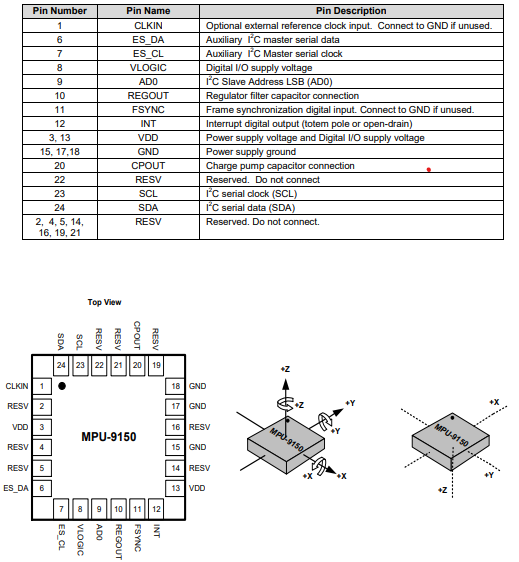 Pin Number Pin Name Pin Description
1 CLKIN Optional external reference clock input. Connect to GND if unused.
6 ES_DA Auxiliary I2C master serial data
7 ES_CL Auxiliary I2C Master serial clock
8 VLOGIC Digital I/O supply voltage
9 AD0 I2C Slave Address LSB (AD0)
10 REGOUT Regulator filter capacitor connection
11 FSYNC Frame synchronization digital input. Connect to GND if unused.
12 INT Interrupt digital output (totem pole or open-drain)
3, 13 VDD Power supply voltage and Digital I/O supply voltage
15, 17,18 GND Power supply ground
20 CPOUT Charge pump capacitor connection
22 RESV Reserved. Do not connect
23 SCL I2C serial clock (SCL)
24 SDA I2C serial data (SDA)
2, 4, 5, 14, RESV Reserved. Do not connect.
16, 19, 21
Top View
SDA SCL RESV RESV CPOUT RESV
24 23 22 21 20 19
CLKIN 1 18 GND
RESV 2 17 GND
VDD 3 16 RESV
RESV 4 15 GND
RESV 5 14 RESV
ES_DA 6 13 VDD
MPU-9150
7 8 9 10 11 12
ES_CL VLOGIC AD0 REGOUT FSYNC INT
+Z
+Z
+Y
+Y
MPU-9150
+X
+X
+X
MPU-9150
+Y
+Z